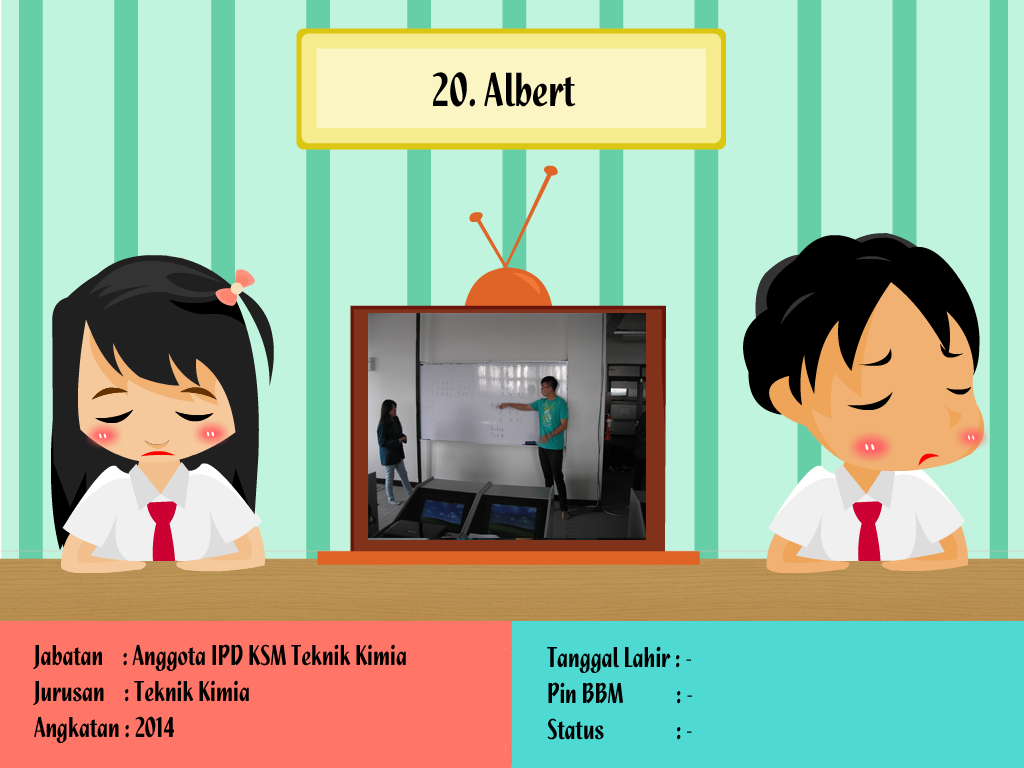 20. Albert
Jabatan : Anggota IPD KSM Teknik Kimia
Jurusan : Teknik Kimia
Angkatan : 2014
Tanggal Lahir : -
Pin BBM : -
Status : -